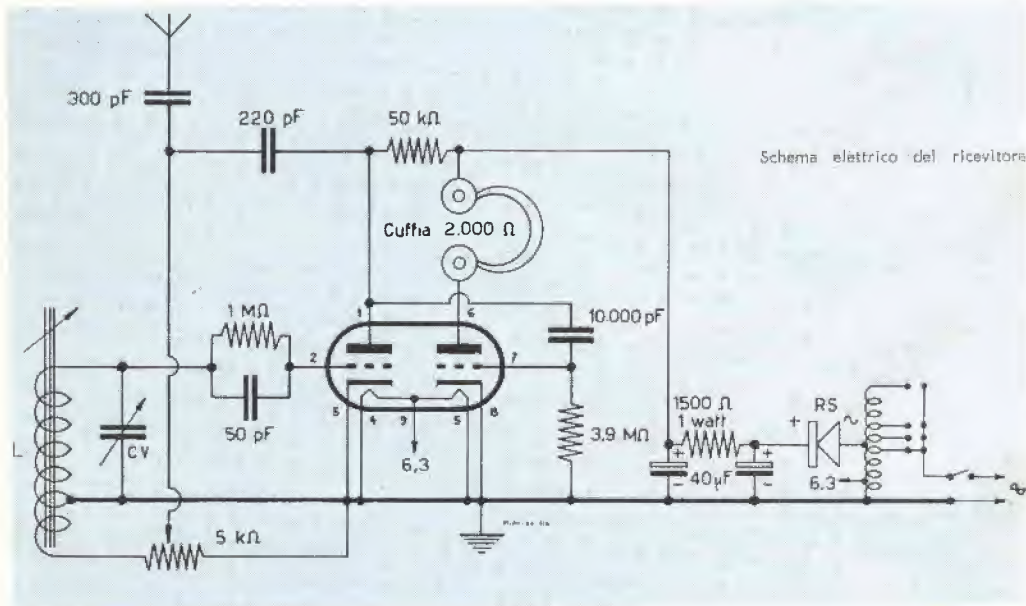 300 pF
220 pF
50 kΩ
Schema elettrico del ricevitore
Cuffia 2.000 Ω
1 6
1 MΩ
10.000 pF
2
7
50 pF
CV
L
5 4 9 5 8
6,3
3,9 MΩ
1500 Ω
1 watt
RS
+ ~
+ +
40μF
- -
6.3
5 kΩ